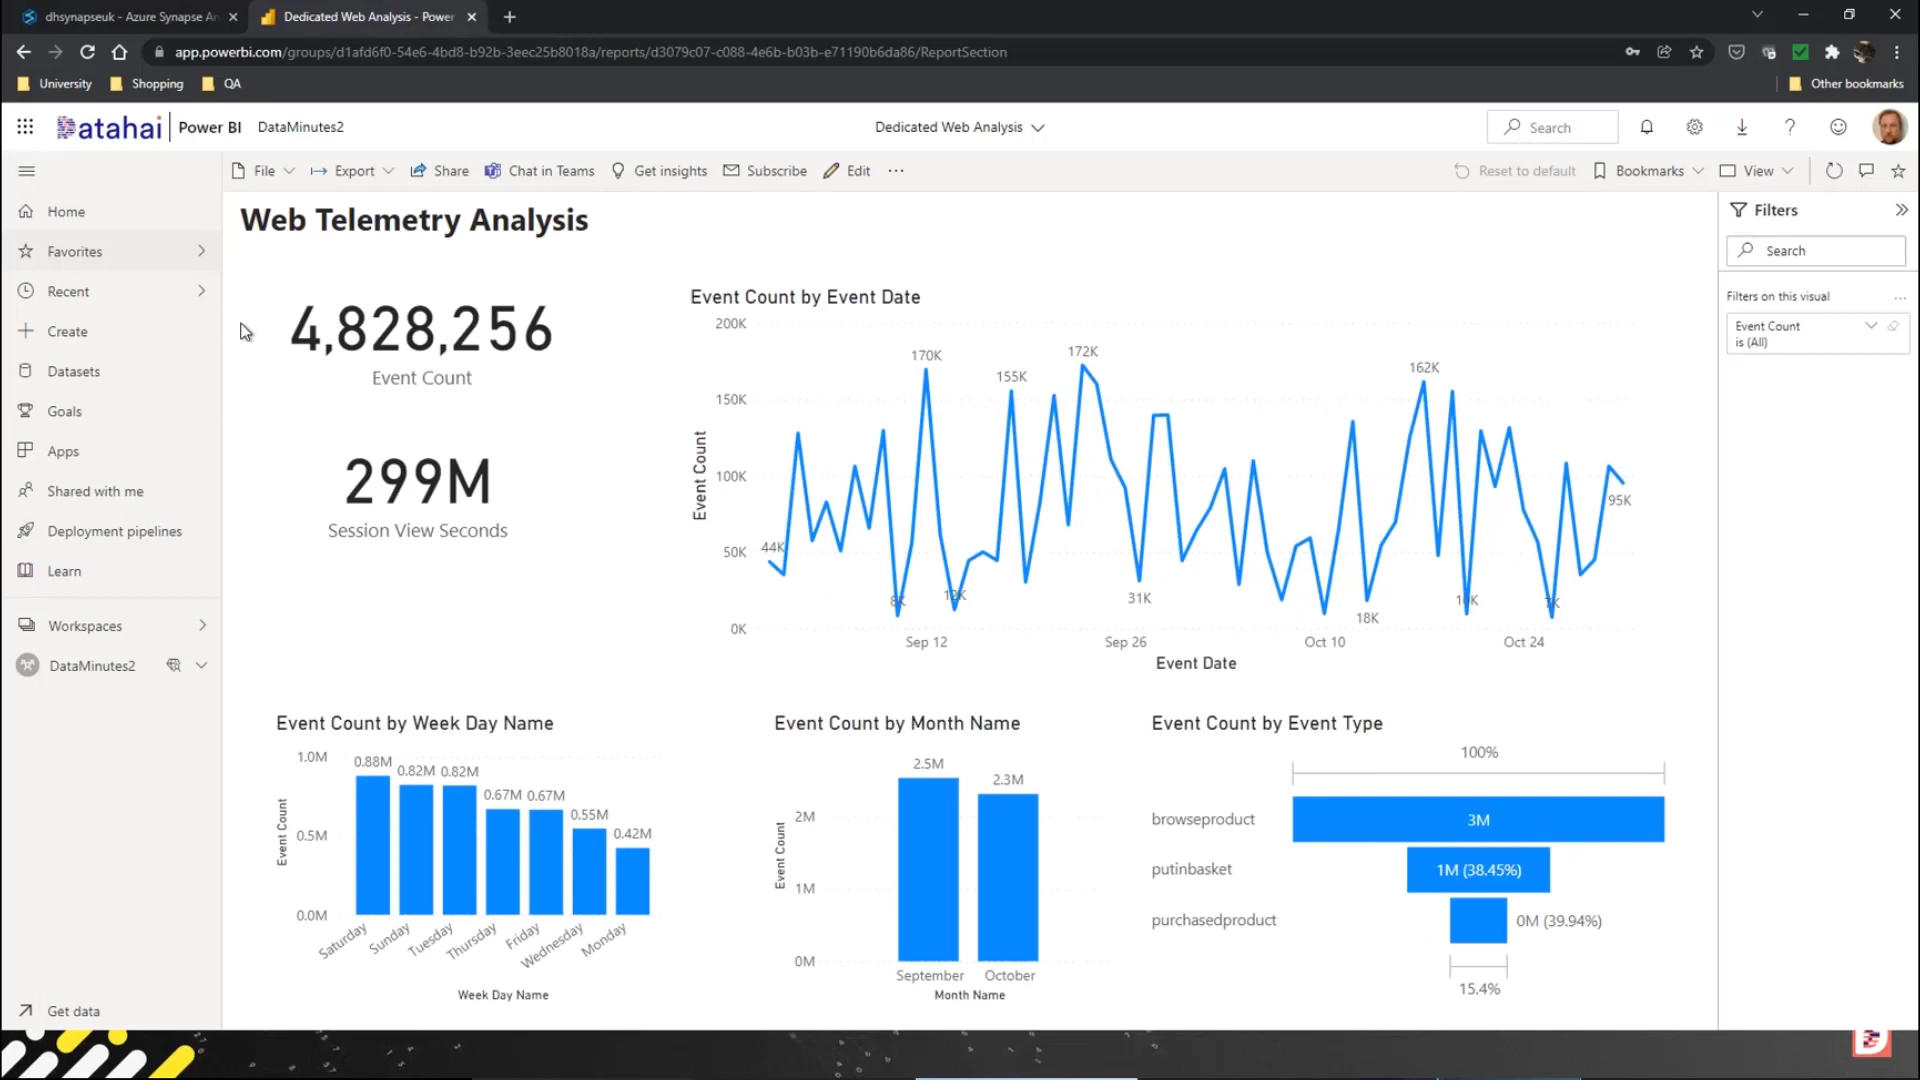 dhsynapseuk - Azure Synapse An
Dedicated Web Analysis - Power
app.powerbi.com/groups/d1afd6f0-54e6-4bd8-b92b-3eec25b8018a/reports/d3079c07-c088-4e6b-b03b-e71190b6da86/ReportSection
University
Shopping
QA
Other bookmarks
Datahai
Power BI
DataMinutes2
Dedicated Web Analysis
Search
File
Export
Share
Chat in Teams
Get insights
Subscribe
Edit
Reset to default
Bookmarks
View
Home
Favorites
Recent
Create
Datasets
Goals
Apps
Shared with me
Deployment pipelines
Learn
Workspaces
DataMinutes2
Get data
Web Telemetry Analysis
4,828,256
Event Count
299M
Session View Seconds
Event Count by Event Date
200K
150K
100K
50K
0K
Event Count
44K
8K
170K
12K
155K
172K
31K
18K
162K
10K
7K
95K
Sep 12
Sep 26
Oct 10
Oct 24
Event Date
Event Count by Week Day Name
1.0M
0.5M
0.0M
Event Count
0.88M
0.82M
0.82M
0.67M
0.67M
0.55M
0.42M
Saturday
Sunday
Tuesday
Thursday
Friday
Wednesday
Monday
Week Day Name
Event Count by Month Name
2M
1M
0M
Event Count
2.5M
2.3M
September
October
Month Name
Event Count by Event Type
100%
browseproduct
3M
putinbasket
1M (38.45%)
purchasedproduct
0M (39.94%)
15.4%
Filters
Search
Filters on this visual
Event Count
is (All)